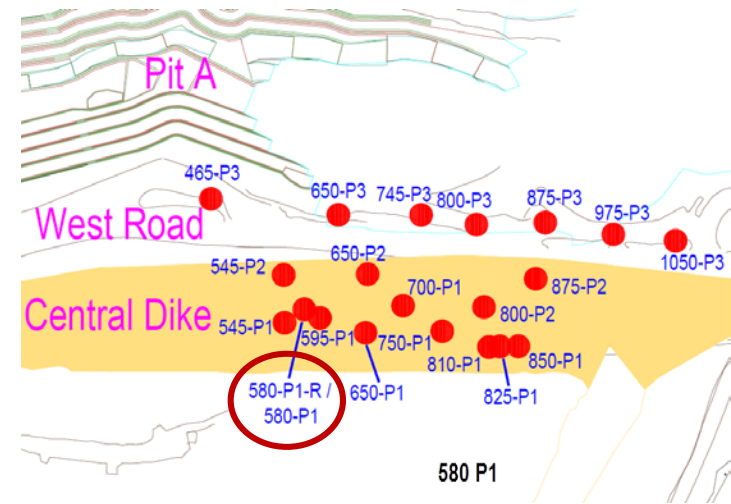 Pit A
465-P3
650-P3
745-P3
800-P3
875-P3
975-P3
1050-P3
West Road
545-P2
650-P2
875-P2
700-P1
800-P2
Central Dike
545-P1
595-P1
750-P1
810-P1
850-P1
580-P1-R /
580-P1
650-P1
825-P1
580 P1